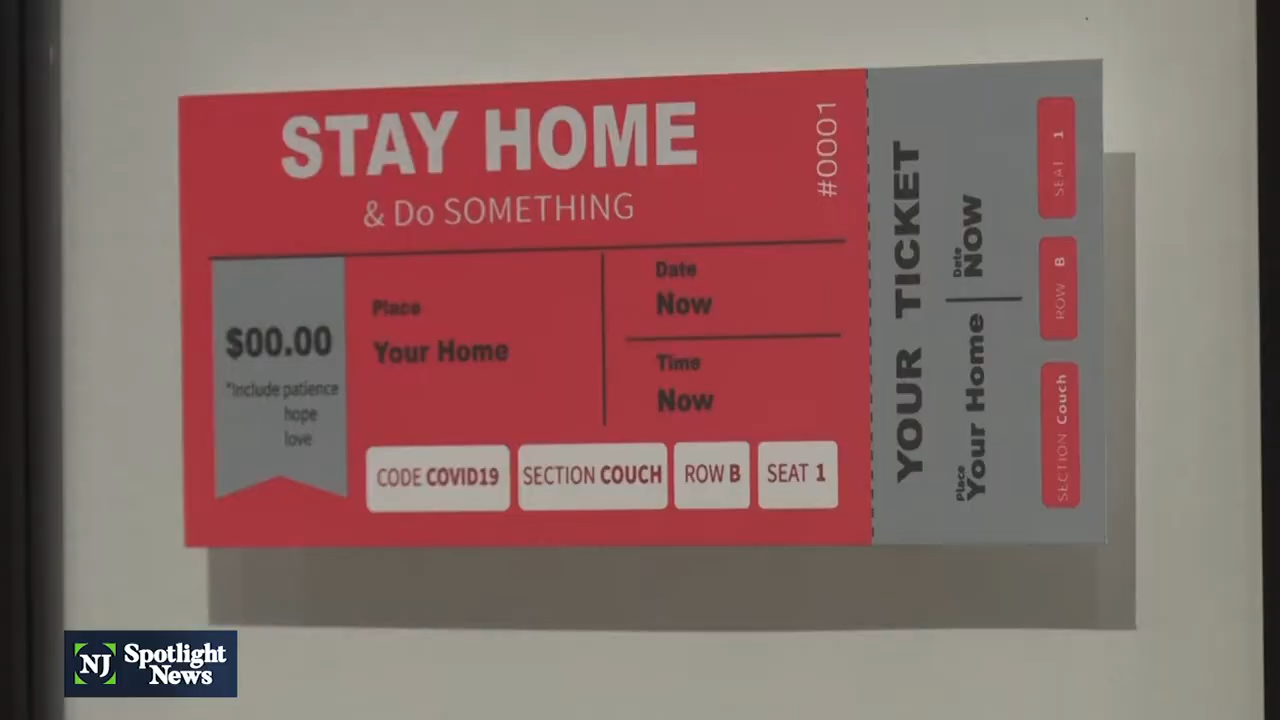 STAY HOME
& Do SOMETHING
#0001
$00.00
*Include patience
hope
love
Place
Your Home
Date
Now
Time
Now
CODE COVID19
SECTION COUCH
ROW B
SEAT 1
YOUR TICKET
Place
Your Home
Date
NOW
SECTION Couch
ROW B
SEAT 1
NJ Spotlight
News